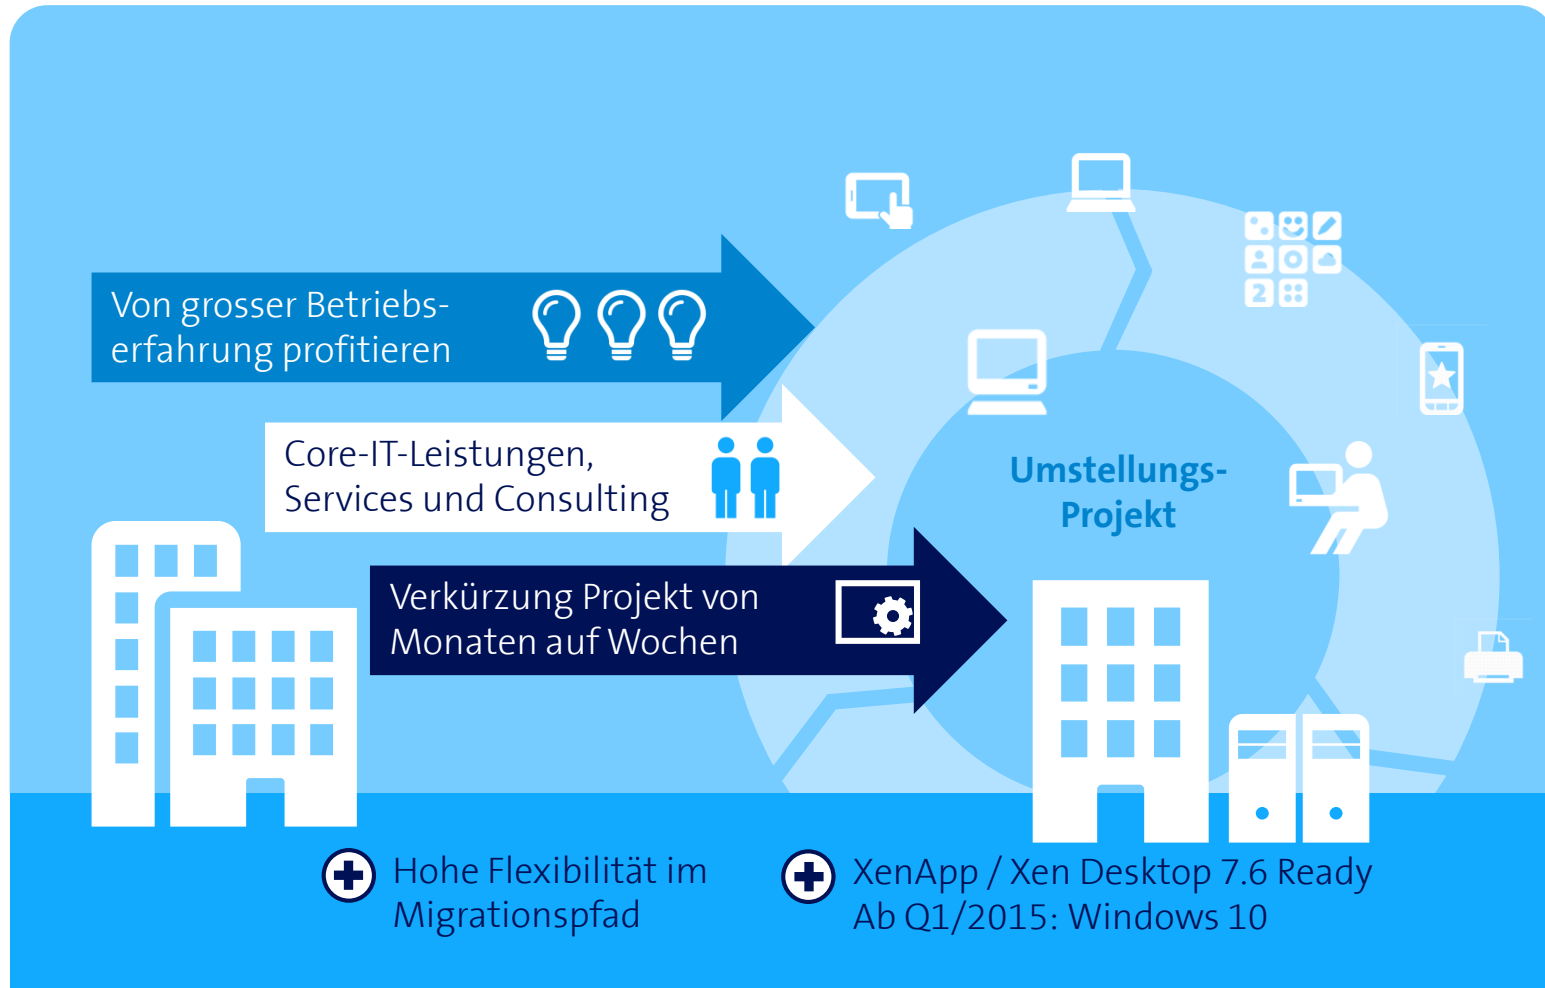 Von grosser Betriebs-
erfahrung profitieren
Core-IT-Leistungen,
Services und Consulting
Umstellungs-
Projekt
Verkürzung Projekt von
Monaten auf Wochen
Hohe Flexibilität im
Migrationspfad
XenApp / Xen Desktop 7.6 Ready
Ab Q1/2015: Windows 10
2